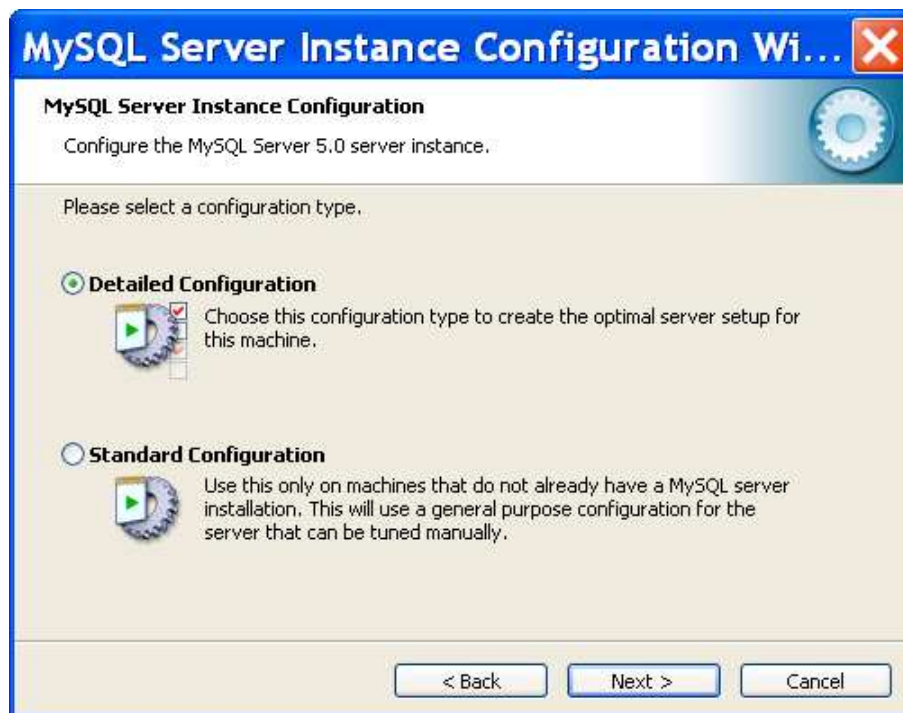 MySQL Server Instance Configuration Wi...
MySQL Server Instance Configuration
Configure the MySQL Server 5.0 server instance.
Please select a configuration type.
Detailed Configuration
Choose this configuration type to create the optimal server setup for
this machine.
Standard Configuration
Use this only on machines that do not already have a MySQL server
installation. This will use a general purpose configuration for the
server that can be tuned manually.
< Back
Next >
Cancel